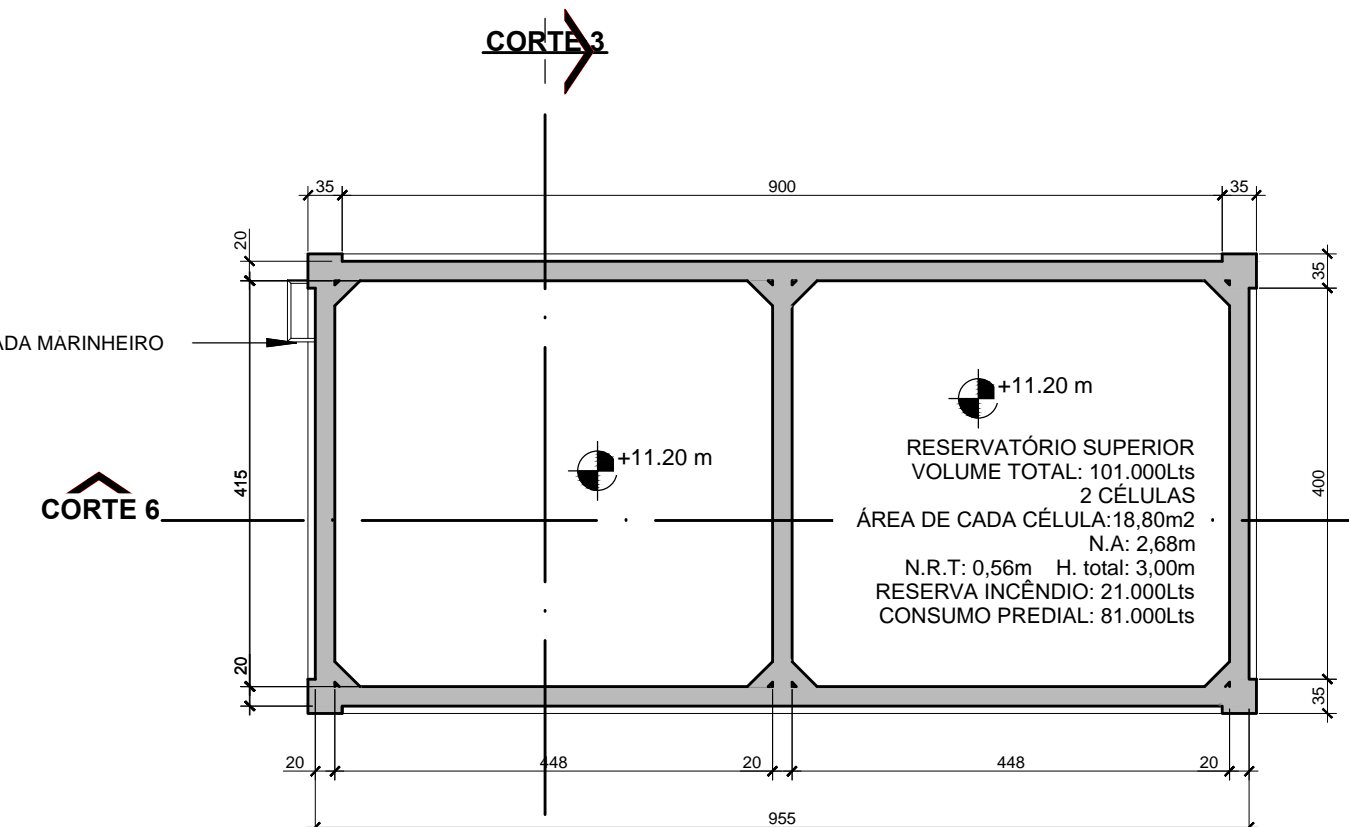 CORTE 3
35
900
35
20
35
ADA MARINHEIRO
+11.20 m
+11.20 m
RESERVATÓRIO SUPERIOR
VOLUME TOTAL: 101.000Lts
2 CÉLULAS
ÁREA DE CADA CÉLULA:18,80m2
N.A: 2,68m
N.R.T: 0,56m H. total: 3,00m
RESERVA INCÊNDIO: 21.000Lts
CONSUMO PREDIAL: 81.000Lts
415
400
CORTE 6
20
35
20
448
20
448
20
955